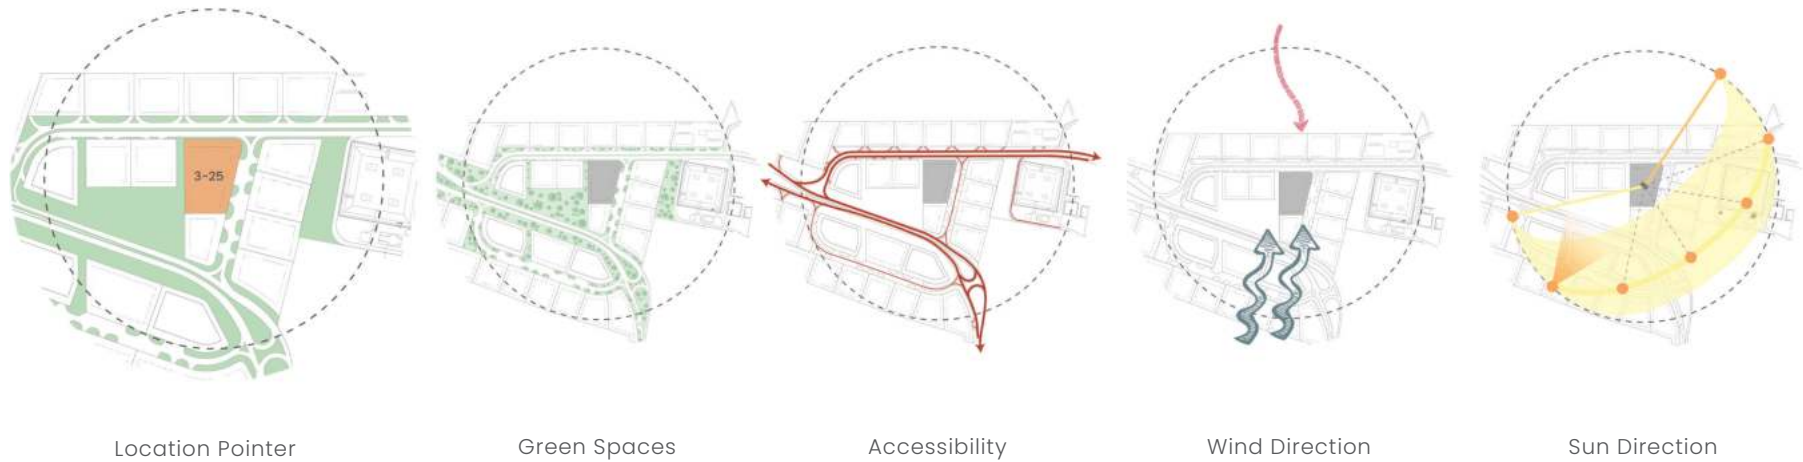 3-25
Location Pointer
Green Spaces
Accessibility
Wind Direction
Sun Direction